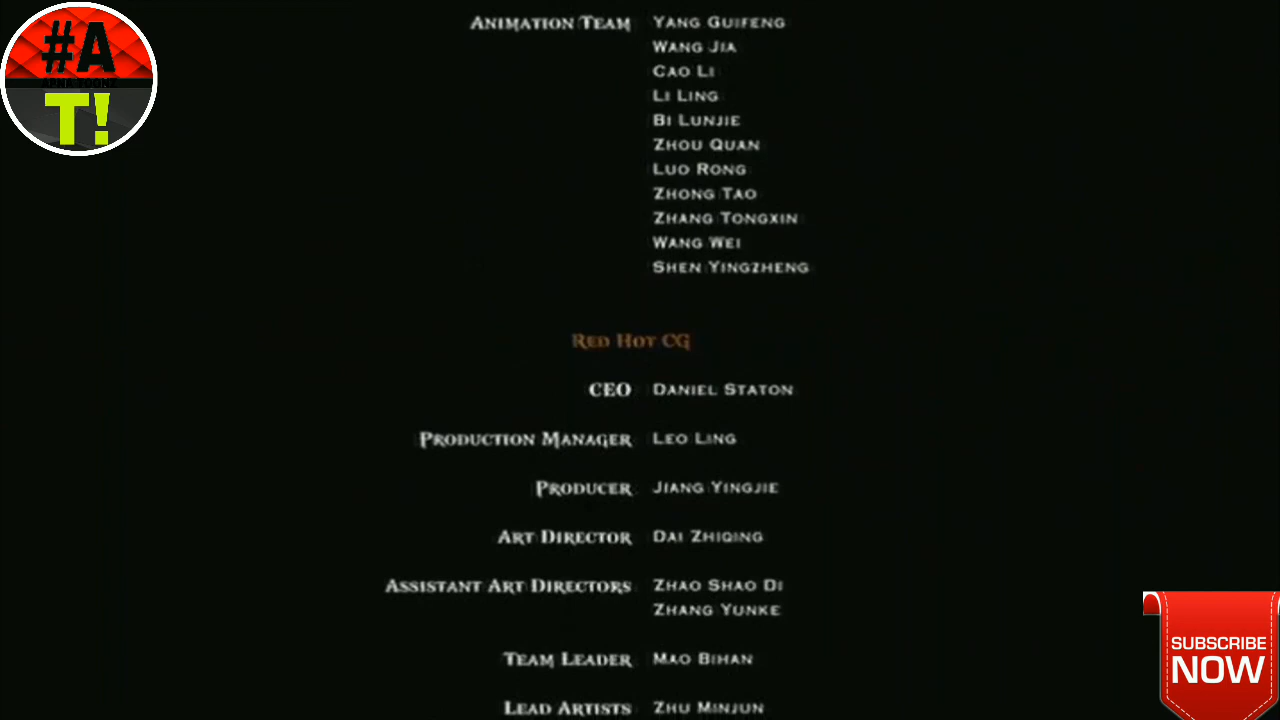 #A
T!
Animation Team Yang Guifeng
Wang Jia
Cao Li
Li Ling
Bi Lunjie
Zhou Quan
Luo Rong
Zhong Tao
Zhang Tongxin
Wang Wei
Shen Yingzheng
Red Hot CG
CEO Daniel Staton
Production Manager Leo Ling
Producer Jiang Yingjie
Art Director Dai Zhiqing
Assistant Art Directors Zhao Shao Di
Zhang Yunke
Team Leader Mao Bihan
Lead Artists Zhu Minjun
SUBSCRIBE
NOW